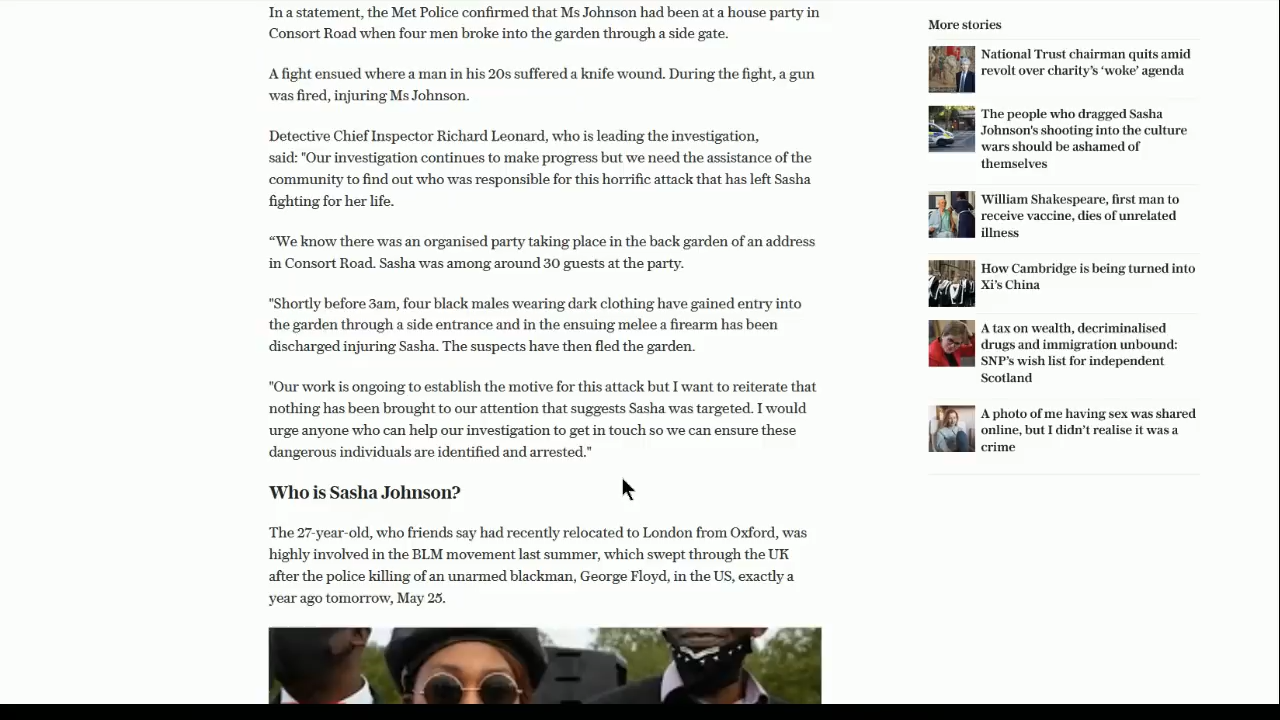 In a statement, the Met Police confirmed that Ms Johnson had been at a house party in
Consort Road when four men broke into the garden through a side gate.
A fight ensued where a man in his 20s suffered a knife wound. During the fight, a gun
was fired, injuring Ms Johnson.
Detective Chief Inspector Richard Leonard, who is leading the investigation,
said: "Our investigation continues to make progress but we need the assistance of the
community to find out who was responsible for this horrific attack that has left Sasha
fighting for her life.
“We know there was an organised party taking place in the back garden of an address
in Consort Road. Sasha was among around 30 guests at the party.
"Shortly before 3am, four black males wearing dark clothing have gained entry into
the garden through a side entrance and in the ensuing melee a firearm has been
discharged injuring Sasha. The suspects have then fled the garden.
"Our work is ongoing to establish the motive for this attack but I want to reiterate that
nothing has been brought to our attention that suggests Sasha was targeted. I would
urge anyone who can help our investigation to get in touch so we can ensure these
dangerous individuals are identified and arrested."
Who is Sasha Johnson?
The 27-year-old, who friends say had recently relocated to London from Oxford, was
highly involved in the BLM movement last summer, which swept through the UK
after the police killing of an unarmed blackman, George Floyd, in the US, exactly a
year ago tomorrow, May 25.
More stories
National Trust chairman quits amid
revolt over charity’s ‘woke’ agenda
The people who dragged Sasha
Johnson's shooting into the culture
wars should be ashamed of
themselves
William Shakespeare, first man to
receive vaccine, dies of unrelated
illness
How Cambridge is being turned into
Xi’s China
A tax on wealth, decriminalised
drugs and immigration unbound:
SNP’s wish list for independent
Scotland
A photo of me having sex was shared
online, but I didn’t realise it was a
crime